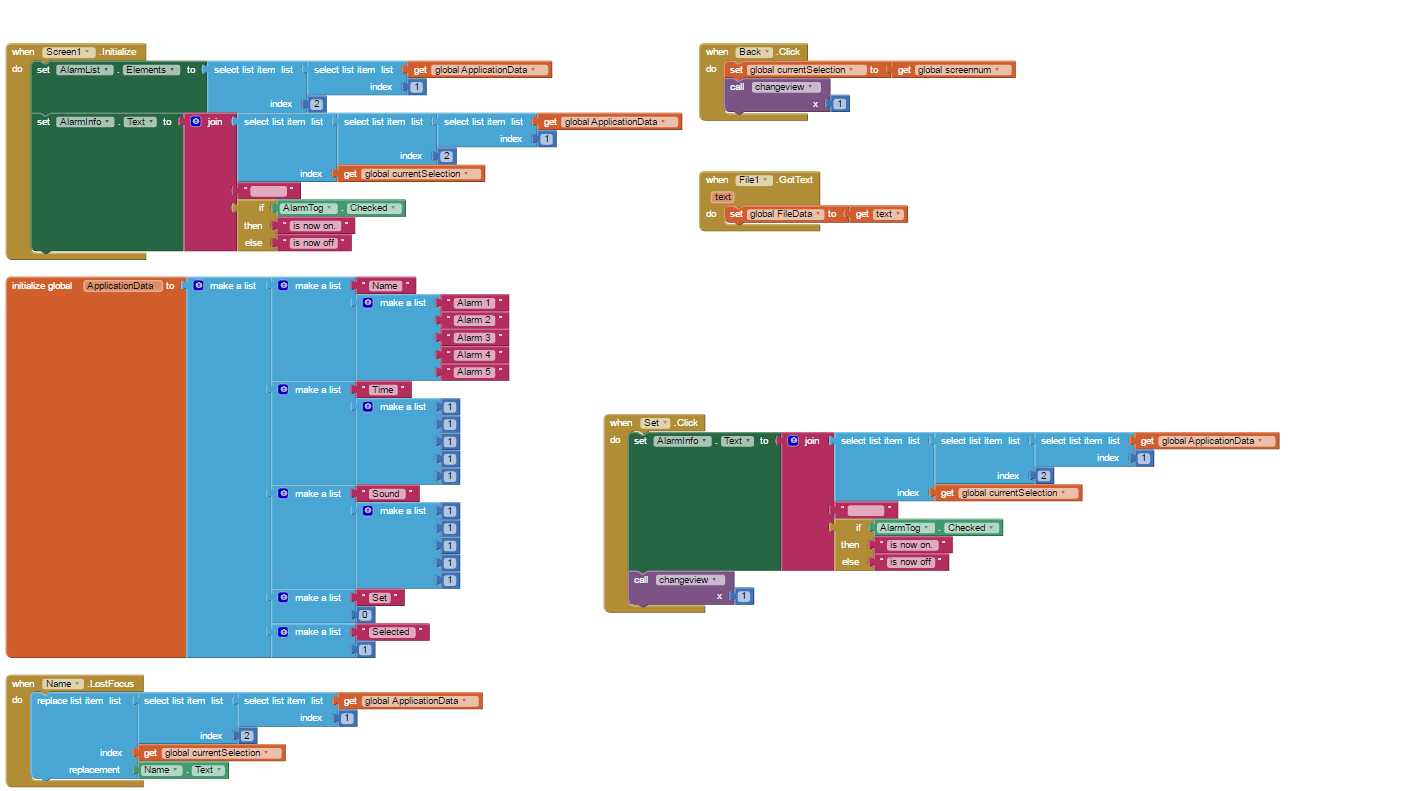 when Screen1 .Initialize
do set AlarmList . Elements to select list item list select list item list get global ApplicationData
index 1
index 2
set AlarmInfo . Text to join select list item list select list item list select list item list get global ApplicationData
index 1
index 2
index get global currentSelection
" "
if AlarmTog . Checked
then " is now on. "
else " is now off "
when Back .Click
do set global currentSelection to get global screennum
call changeview
x 1
when File1 .GotText
text
do set global FileData to get text
initialize global ApplicationData to make a list make a list " Name "
make a list " Alarm 1 "
" Alarm 2 "
" Alarm 3 "
" Alarm 4 "
" Alarm 5 "
make a list " Time "
make a list 1
1
1
1
1
make a list " Sound "
make a list 1
1
1
1
1
make a list " Set "
0
make a list " Selected "
1
when Set .Click
do set AlarmInfo . Text to join select list item list select list item list select list item list get global ApplicationData
index 1
index 2
index get global currentSelection
" "
if AlarmTog . Checked
then " is now on. "
else " is now off "
call changeview
x 1
when Name .LostFocus
do replace list item list select list item list select list item list get global ApplicationData
index 1
index 2
index get global currentSelection
replacement Name . Text